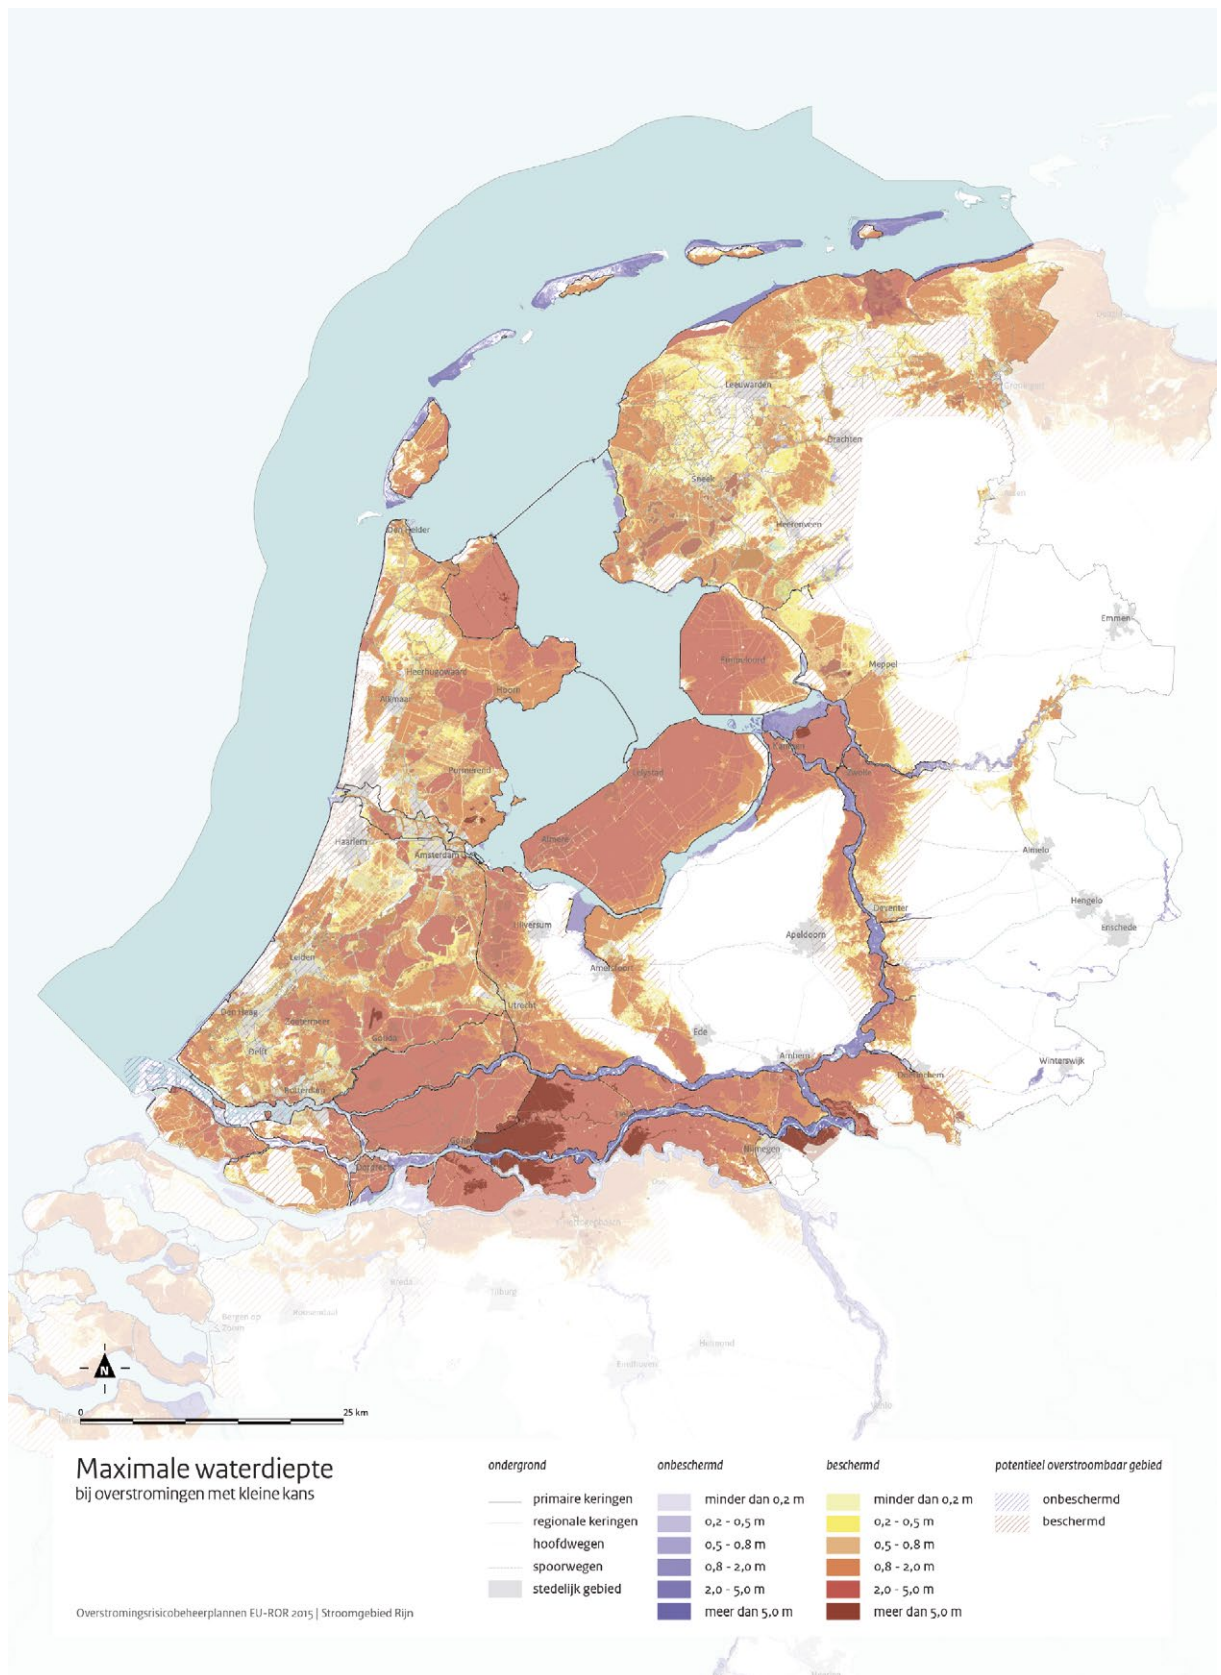 Leeuwarden
Drachten
Sneek
Heerenveen
Den Helder
Emmen
Meppel
Heerhugowaard
Hoorn
Alkmaar
Purmerend
Lelystad
Kampen
Zwolle
Almere
Haarlem
Amsterdam
Almelo
Hengelo
Enschede
Deventer
Hilversum
Apeldoorn
Amersfoort
Leiden
Utrecht
Den Haag
Zoetermeer
Gouda
Delft
Ede
Arnhem
Winterswijk
Doetinchem
Rotterdam
Nijmegen
Dordrecht
Breda
Tilburg
Roosendaal
Bergen op
Zoom
Eindhoven
Helmond
N
0 25 km
Maximale waterdiepte
bij overstromingen met kleine kans
ondergrond
primaire keringen
regionale keringen
hoofdwegen
spoorwegen
stedelijk gebied
onbeschermd
minder dan 0,2 m
0,2 - 0,5 m
0,5 - 0,8 m
0,8 - 2,0 m
2,0 - 5,0 m
meer dan 5,0 m
beschermd
minder dan 0,2 m
0,2 - 0,5 m
0,5 - 0,8 m
0,8 - 2,0 m
2,0 - 5,0 m
meer dan 5,0 m
potentieel overstroombaar gebied
onbeschermd
beschermd
Overstromingsrisicobeheerplannen EU-ROR 2015 | Stroomgebied Rijn